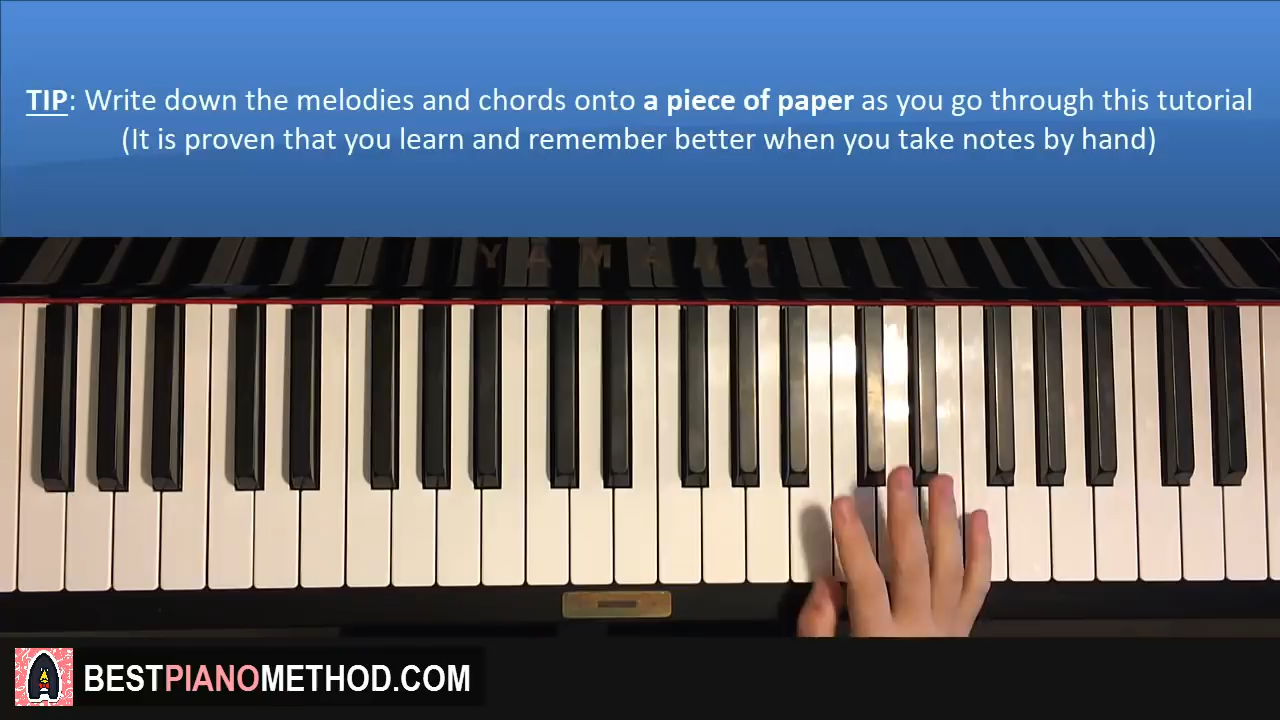 TIP: Write down the melodies and chords onto a piece of paper as you go through this tutorial
(It is proven that you learn and remember better when you take notes by hand)
YAMAHA
BESTPIANOMETHOD.COM